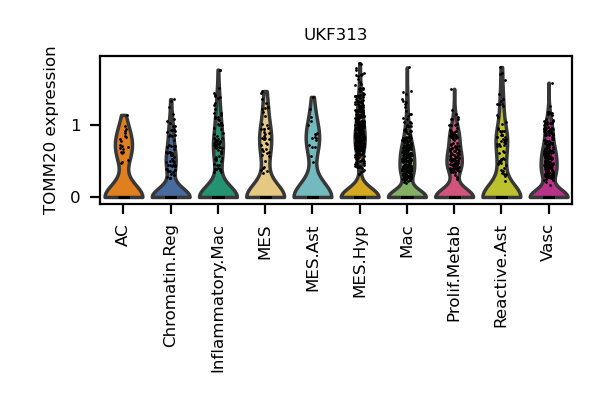 UKF313
TOMM20 expression
1
0
AC
Chromatin.Reg
Inflammatory.Mac
MES
MES.Ast
MES.Hyp
Mac
Prolif.Metab
Reactive.Ast
Vasc